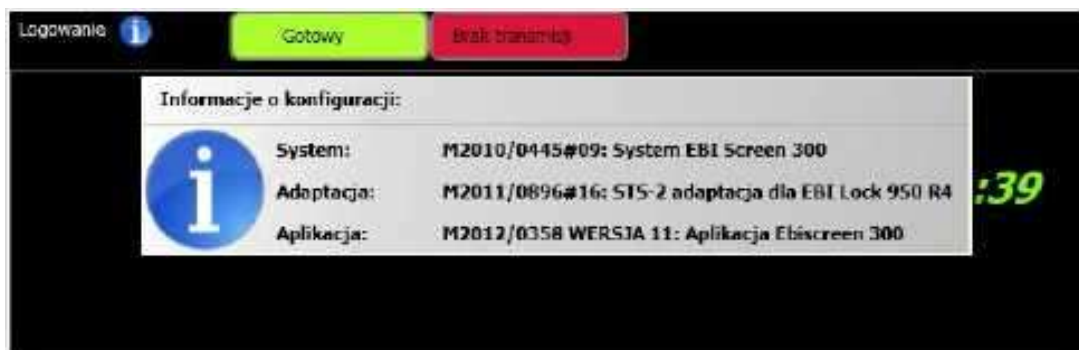 Logowanie
Gotowy
Brak transmisji
Informacje o konfiguracji:
System: M2010/0445#09: System EBI Screen 300
Adaptacja: M2011/0896#16: STS-2 adaptacja dla EBI Lock 950 R4
:39
Aplikacja: M2012/0358 WERSJA 11: Aplikacja Ebiscreen 300